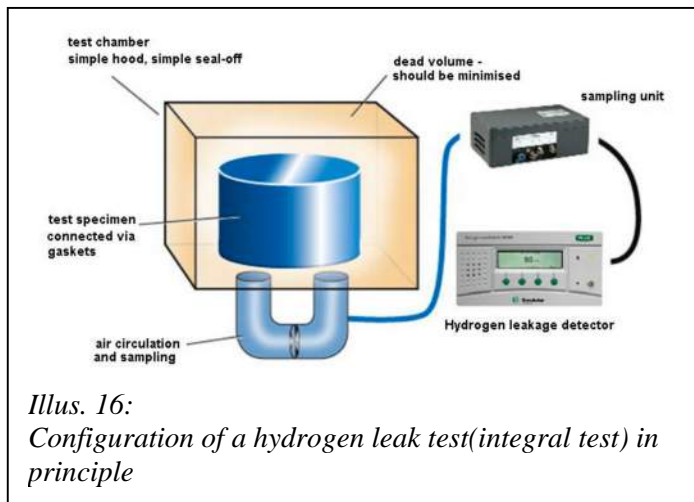 test chamber
simple hood, simple seal-off
dead volume -
should be minimised
sampling unit
test specimen
connected via
gaskets
Hydrogen leakage detector
air circulation
and sampling
Illus. 16:
Configuration of a hydrogen leak test(integral test) in
principle